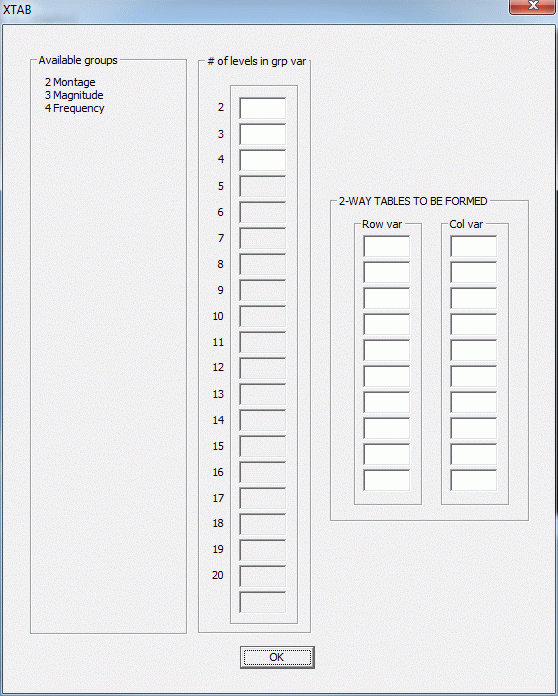 XTAB
Available groups
2 Montage
3 Magnitude
4 Frequency
# of levels in grp var
2
3
4
5
6
7
8
9
10
11
12
13
14
15
16
17
18
19
20
2-WAY TABLES TO BE FORMED
Row var
Col var
OK